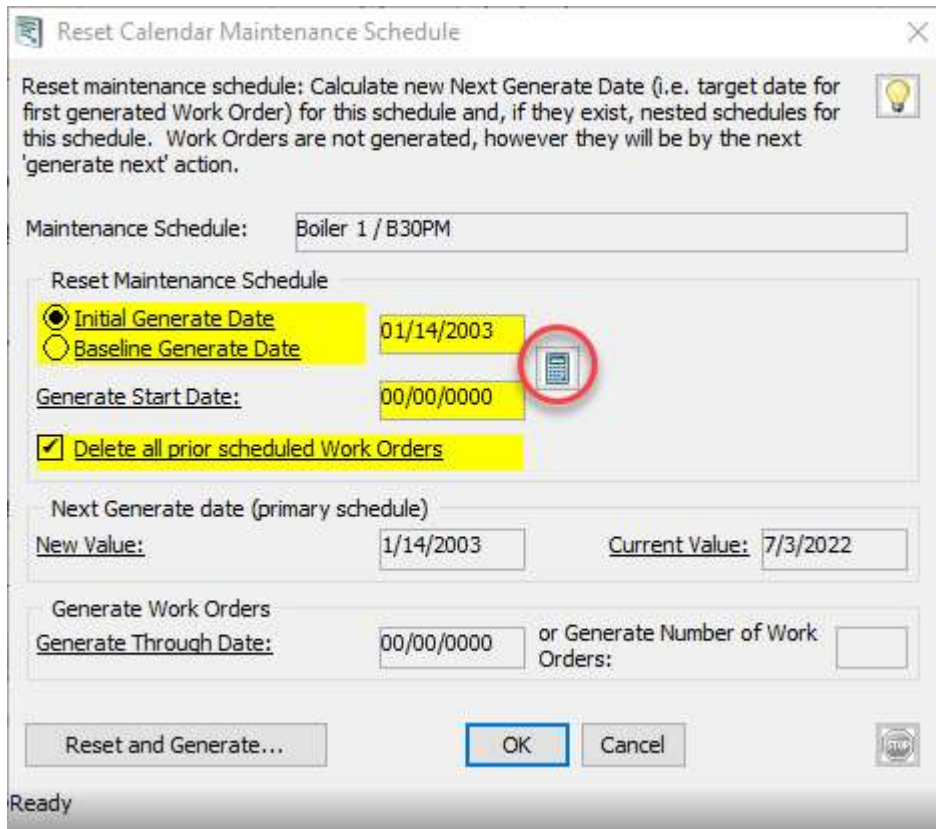 Reset Calendar Maintenance Schedule
Reset maintenance schedule: Calculate new Next Generate Date (i.e. target date for
first generated Work Order) for this schedule and, if they exist, nested schedules for
this schedule. Work Orders are not generated, however they will be by the next
'generate next' action.
Maintenance Schedule: Boiler 1 / B30PM
Reset Maintenance Schedule
Initial Generate Date 01/14/2003
Baseline Generate Date
Generate Start Date: 00/00/0000
Delete all prior scheduled Work Orders
Next Generate date (primary schedule)
New Value: 1/14/2003 Current Value: 7/3/2022
Generate Work Orders
Generate Through Date: 00/00/0000 or Generate Number of Work
Orders:
Reset and Generate... OK Cancel STOP
Ready